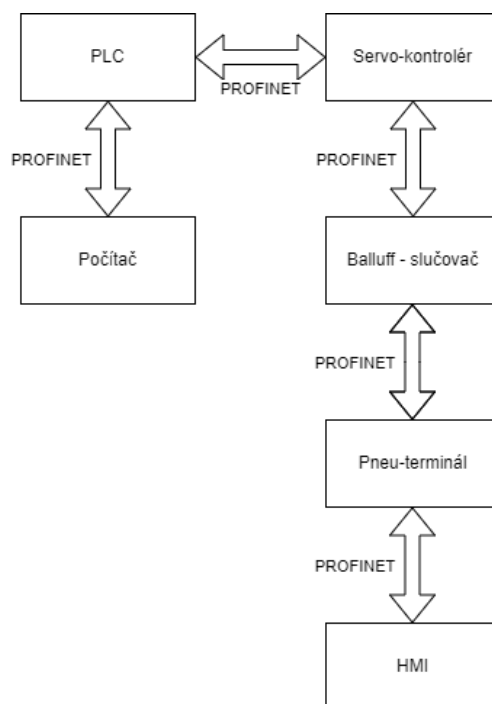 PLC
Servo-kontrolér
PROFINET
PROFINET
PROFINET
Počítač
Balluff - slučovač
PROFINET
Pneu-terminál
PROFINET
HMI